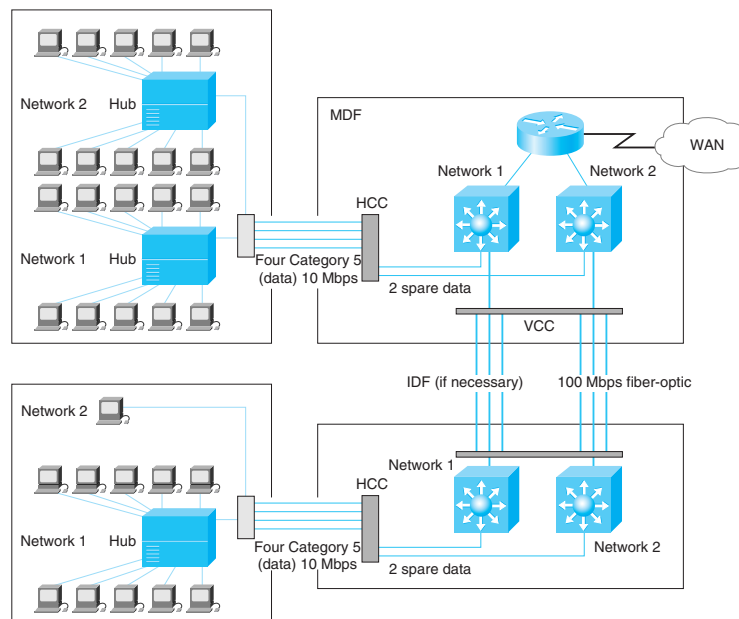 Network 2
Hub
Network 1
Hub
MDF
WAN
Network 1
Network 2
HCC
Four Category 5
(data) 10 Mbps
2 spare data
VCC
IDF (if necessary)
100 Mbps fiber-optic
Network 2
Network 1
Hub
Network 1
HCC
Four Category 5
(data) 10 Mbps
Network 2
2 spare data